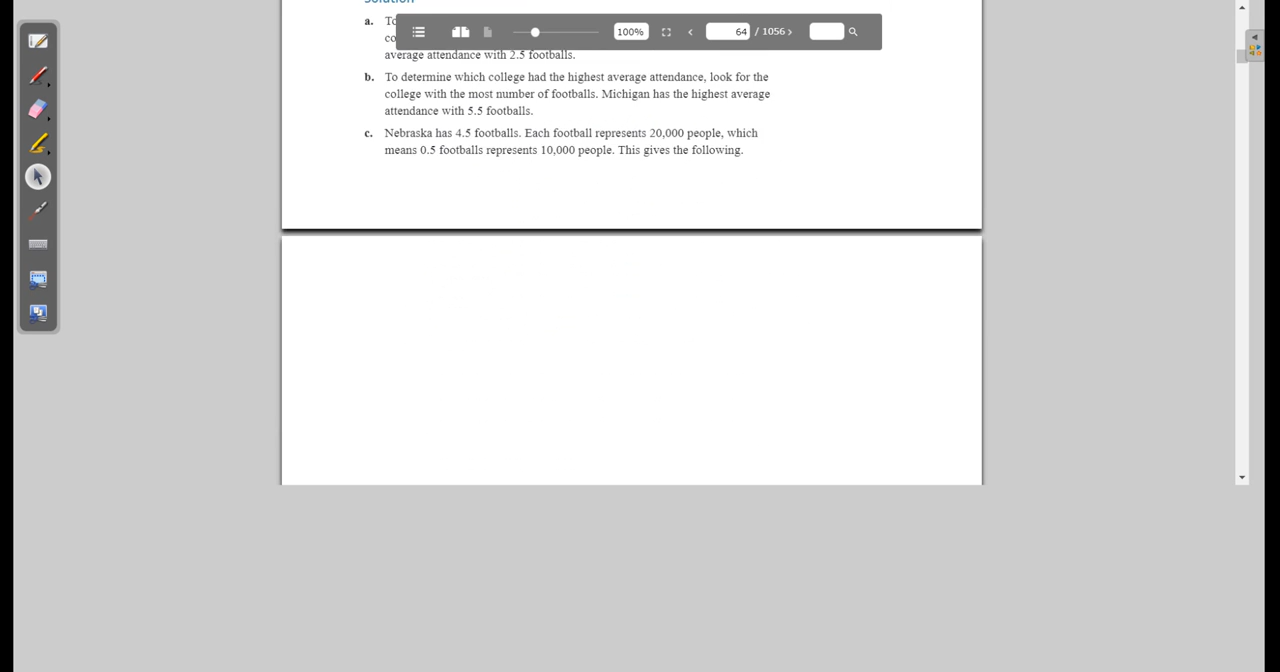 Solution
a. To
100% 64 / 1056
co
average attendance with 2.5 footballs.
b. To determine which college had the highest average attendance, look for the
college with the most number of footballs. Michigan has the highest average
attendance with 5.5 footballs.
c. Nebraska has 4.5 footballs. Each football represents 20,000 people, which
means 0.5 footballs represents 10,000 people. This gives the following.